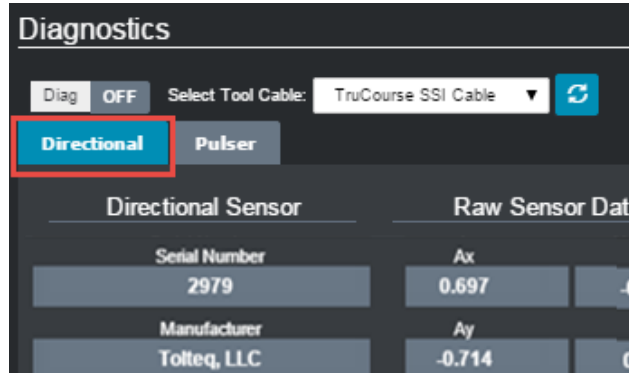 Diagnostics
Diag OFF Select Tool Cable: TruCourse SSI Cable
Directional Pulser
Directional Sensor Raw Sensor Dat
Serial Number Ax
2979 0.697
Manufacturer Ay
Tolteq, LLC -0.714